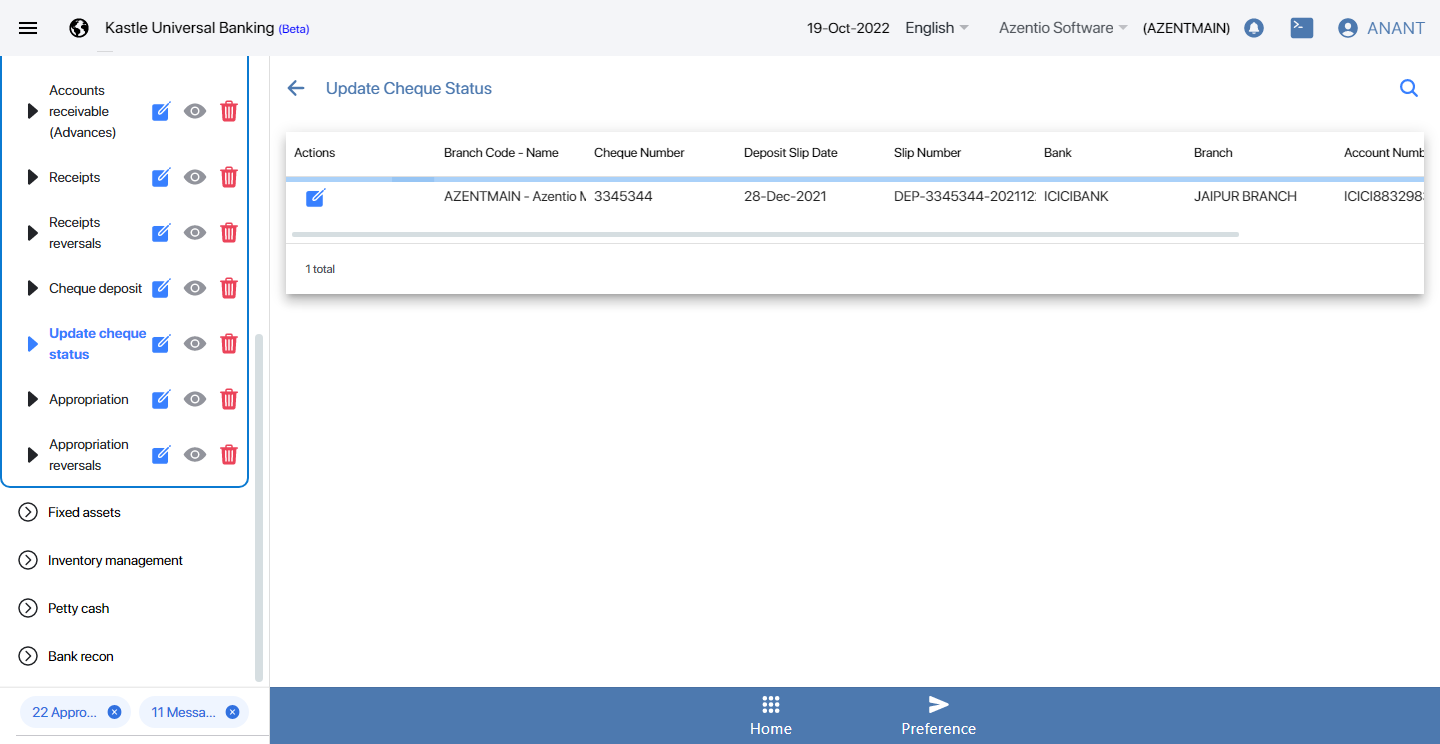 Kastle Universal Banking (Beta)
19-Oct-2022
English
Azentio Software
(AZENTMAIN)
ANANT
Accounts
receivable
(Advances)
Receipts
Receipts
reversals
Cheque deposit
Update cheque
status
Appropriation
Appropriation
reversals
Fixed assets
Inventory management
Petty cash
Bank recon
22 Appro...
11 Messa...
Update Cheque Status
Actions Branch Code - Name Cheque Number Deposit Slip Date Slip Number Bank Branch Account Numb
AZENTMAIN - Azentio M 3345344 28-Dec-2021 DEP-3345344-2021122 ICICIBANK JAIPUR BRANCH ICICI8832983
1 total
Home
Preference